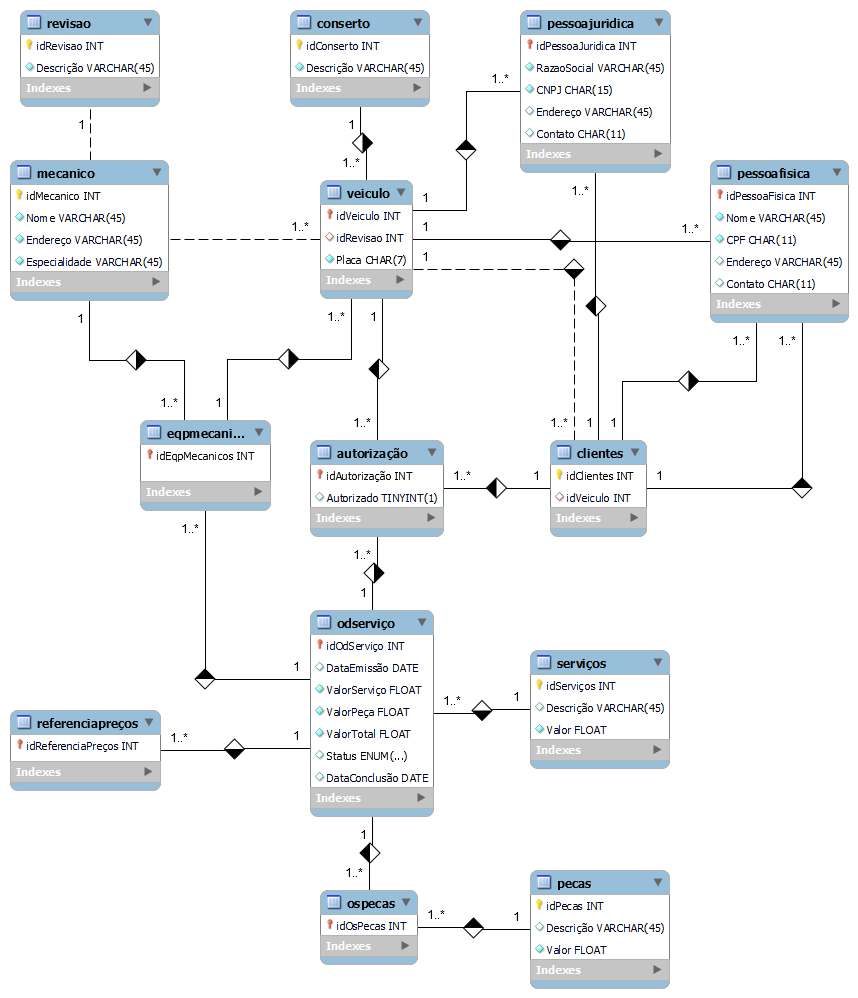 revisao
idRevisao INT
Descrição VARCHAR(45)
Indexes
conserto
idConserto INT
Descrição VARCHAR(45)
Indexes
pessoajuridica
idPessoaJuridica INT
RazaoSocial VARCHAR(45)
CNPJ CHAR(15)
Endereço VARCHAR(45)
Contato CHAR(11)
Indexes
1..*
1
1
1..*
1..*
mecanico
idMecanico INT
Nome VARCHAR(45)
Endereço VARCHAR(45)
Especialidade VARCHAR(45)
Indexes
1..*
veiculo
idVeiculo INT
idRevisao INT
Placa CHAR(7)
Indexes
1
1
1
1..*
pessoafisica
idPessoaFisica INT
Nome VARCHAR(45)
CPF CHAR(11)
Endereço VARCHAR(45)
Contato CHAR(11)
Indexes
1
1..*
1
1..*
1..*
1..*
1
1..*
1..*
1
1
eqpmecani...
idEqpMecanicos INT
Indexes
autorização
idAutorização INT
Autorizado TINYINT(1)
Indexes
1..*
1
clientes
idClientes INT
idVeiculo INT
Indexes
1
1..*
1..*
1
odserviço
idOdServiço INT
DataEmissão DATE
ValorServiço FLOAT
ValorPeça FLOAT
ValorTotal FLOAT
Status ENUM(...)
DataConclusão DATE
Indexes
1
1..*
1
serviços
idServiços INT
Descrição VARCHAR(45)
Valor FLOAT
Indexes
referenciapreços
idReferenciaPreços INT
Indexes
1..*
1
1
1..*
ospecas
idOsPecas INT
Indexes
1..*
1
pecas
idPecas INT
Descrição VARCHAR(45)
Valor FLOAT
Indexes